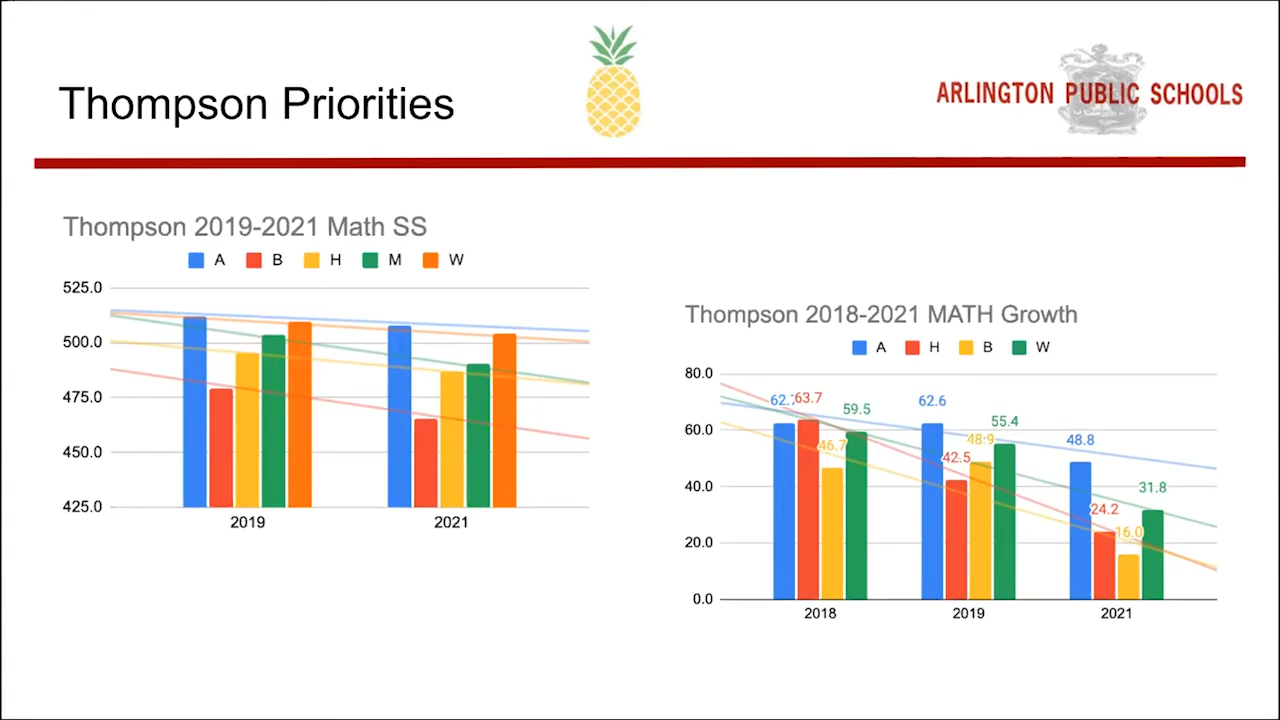 Thompson Priorities
ARLINGTON PUBLIC SCHOOLS
Thompson 2019-2021 Math SS
A B H M W
525.0
500.0
475.0
450.0
425.0
2019 2021
Thompson 2018-2021 MATH Growth
A H B W
80.0
60.0
40.0
20.0
0.0
63.7 46.7 59.5
62.6 42.5 48.9 55.4
48.8 24.2 16.0 31.8
2018 2019 2021